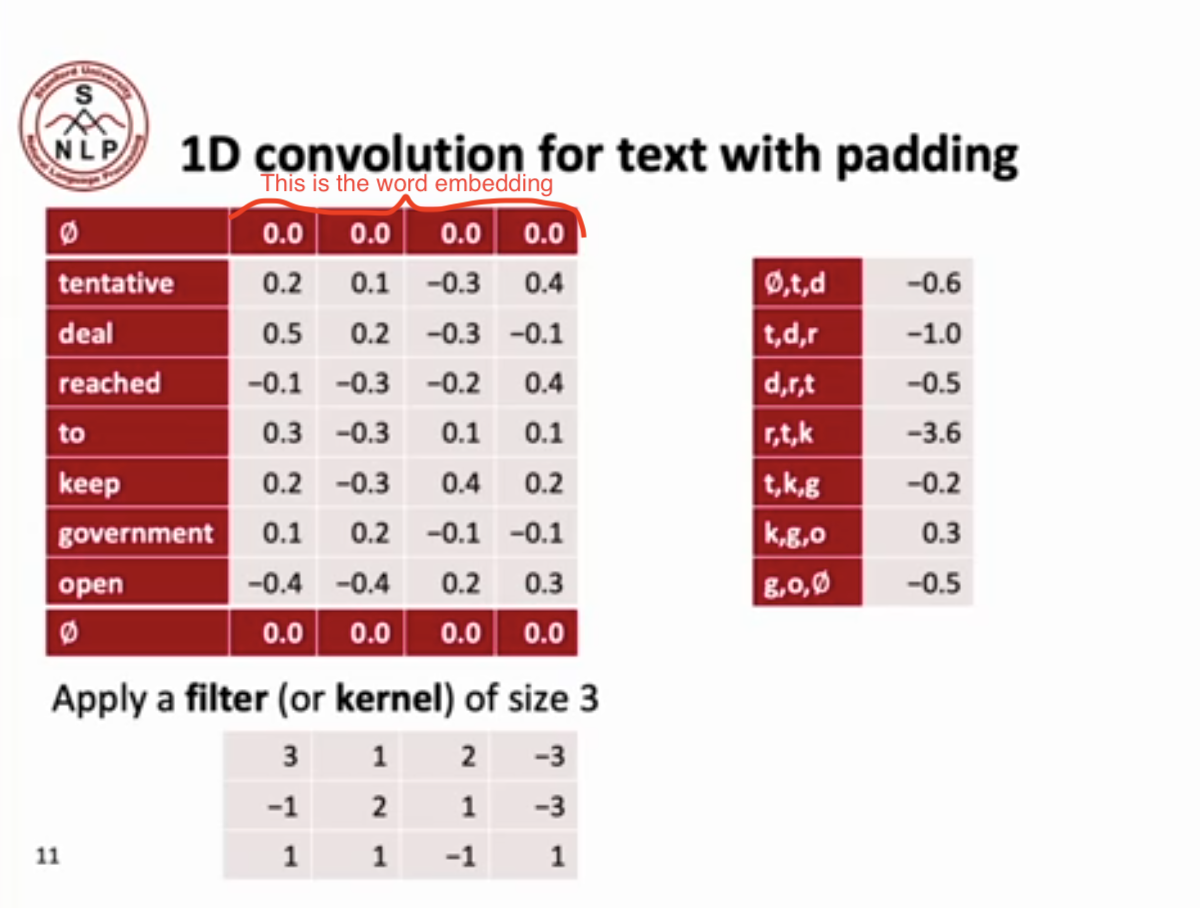 Stanford University
S
NLP
Natural Language Processing
1D convolution for text with padding
This is the word embedding
Ø 0.0 0.0 0.0 0.0
tentative 0.2 0.1 −0.3 0.4
deal 0.5 0.2 −0.3 −0.1
reached −0.1 −0.3 −0.2 0.4
to 0.3 −0.3 0.1 0.1
keep 0.2 −0.3 0.4 0.2
government 0.1 0.2 −0.1 −0.1
open −0.4 −0.4 0.2 0.3
Ø 0.0 0.0 0.0 0.0
Ø,t,d −0.6
t,d,r −1.0
d,r,t −0.5
r,t,k −3.6
t,k,g −0.2
k,g,o 0.3
g,o,Ø −0.5
Apply a filter (or kernel) of size 3
3 1 2 −3
−1 2 1 −3
1 1 −1 1
11